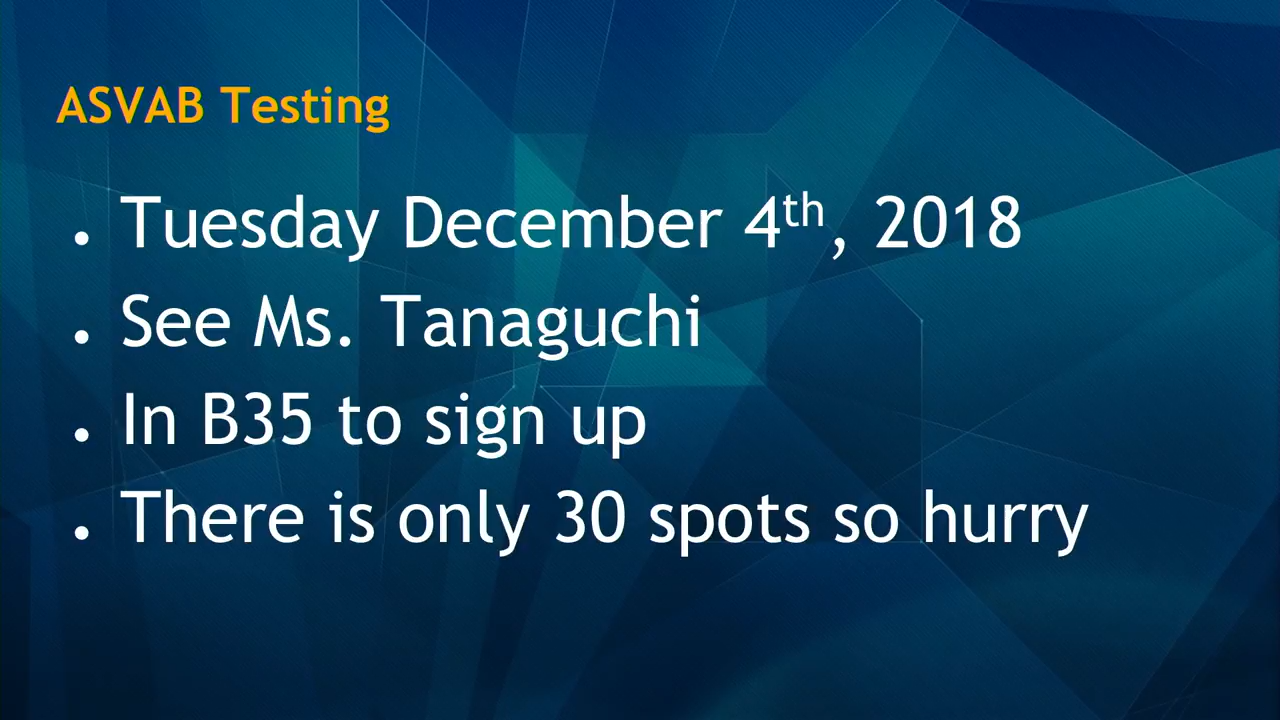 ASVAB Testing
• Tuesday December 4th, 2018
• See Ms. Tanaguchi
• In B35 to sign up
• There is only 30 spots so hurry